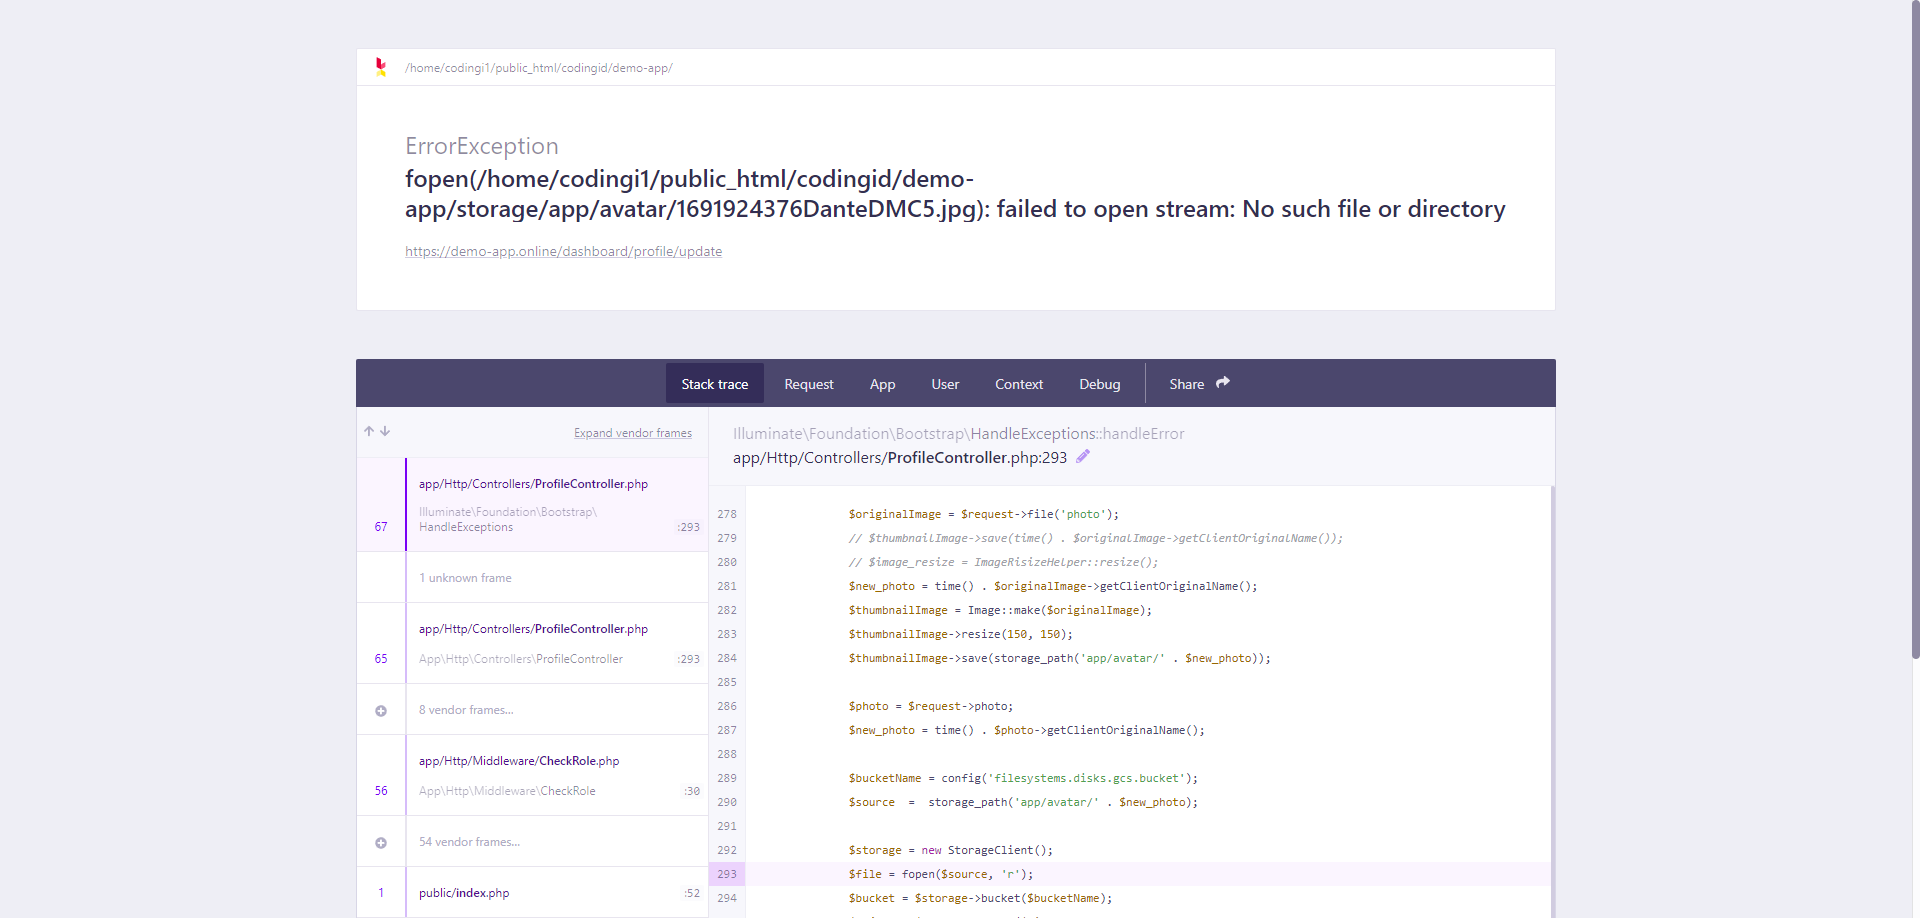 /home/codingi1/public_html/codingid/demo-app/
ErrorException
fopen(/home/codingi1/public_html/codingid/demo-
app/storage/app/avatar/1691924376DanteDMC5.jpg): failed to open stream: No such file or directory
https://demo-app.online/dashboard/profile/update
Stack trace
Request
App
User
Context
Debug
Share
Expand vendor frames
app/Http/Controllers/ProfileController.php
Illuminate\Foundation\Bootstrap\
67 HandleExceptions :293
1 unknown frame
app/Http/Controllers/ProfileController.php
65 App\Http\Controllers\ProfileController :293
8 vendor frames...
app/Http/Middleware/CheckRole.php
56 App\Http\Middleware\CheckRole :30
54 vendor frames...
1 public/index.php :52
Illuminate\Foundation\Bootstrap\HandleExceptions::handleError
app/Http/Controllers/ProfileController.php:293
278 $originalImage = $request->file('photo');
279 // $thumbnailImage->save(time() . $originalImage->getClientOriginalName());
280 // $image_resize = ImageRisizeHelper::resize();
281 $new_photo = time() . $originalImage->getClientOriginalName();
282 $thumbnailImage = Image::make($originalImage);
283 $thumbnailImage->resize(150, 150);
284 $thumbnailImage->save(storage_path('app/avatar/' . $new_photo));
285
286 $photo = $request->photo;
287 $new_photo = time() . $photo->getClientOriginalName();
288
289 $bucketName = config('filesystems.disks.gcs.bucket');
290 $source  =  storage_path('app/avatar/' . $new_photo);
291
292 $storage = new StorageClient();
293 $file = fopen($source, 'r');
294 $bucket = $storage->bucket($bucketName);